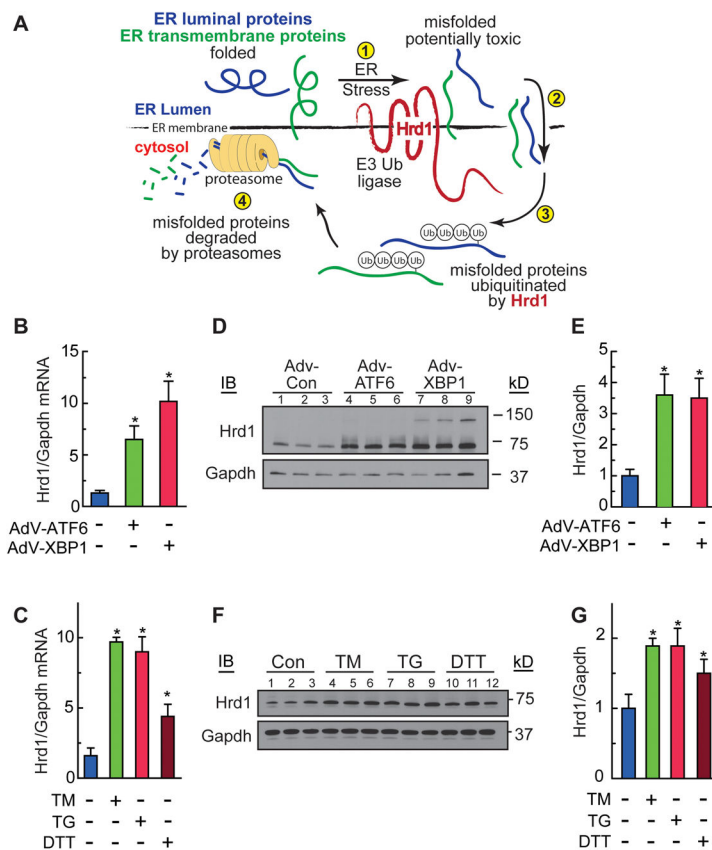 A
ER luminal proteins
ER transmembrane proteins
folded
1
ER
Stress
misfolded
potentially toxic
2
ER Lumen
ER membrane
cytosol
Hrd1
proteasome
E3 Ub
ligase
4
misfolded proteins
degraded
by proteasomes
3
Ub Ub Ub Ub
Ub Ub Ub Ub
misfolded proteins
ubiquitinated
by Hrd1
B
Hrd1/Gapdh mRNA
15
10
5
0
* *
AdV-ATF6 - + -
AdV-XBP1 - - +
D
IB
Adv-Con
Adv-ATF6
Adv-XBP1
kD
1 2 3 4 5 6 7 8 9
Hrd1
150
75
Gapdh
37
E
Hrd1/Gapdh
5
4
3
2
1
0
* *
AdV-ATF6 - + -
AdV-XBP1 - - +
C
Hrd1/Gapdh mRNA
10
5
0
* * *
TM - + - -
TG - - + -
DTT - - - +
F
IB
Con TM TG DTT
kD
1 2 3 4 5 6 7 8 9 10 11 12
Hrd1
75
Gapdh
37
G
Hrd1/Gapdh
2
1
0
* * *
TM - + - -
TG - - + -
DTT - - - +